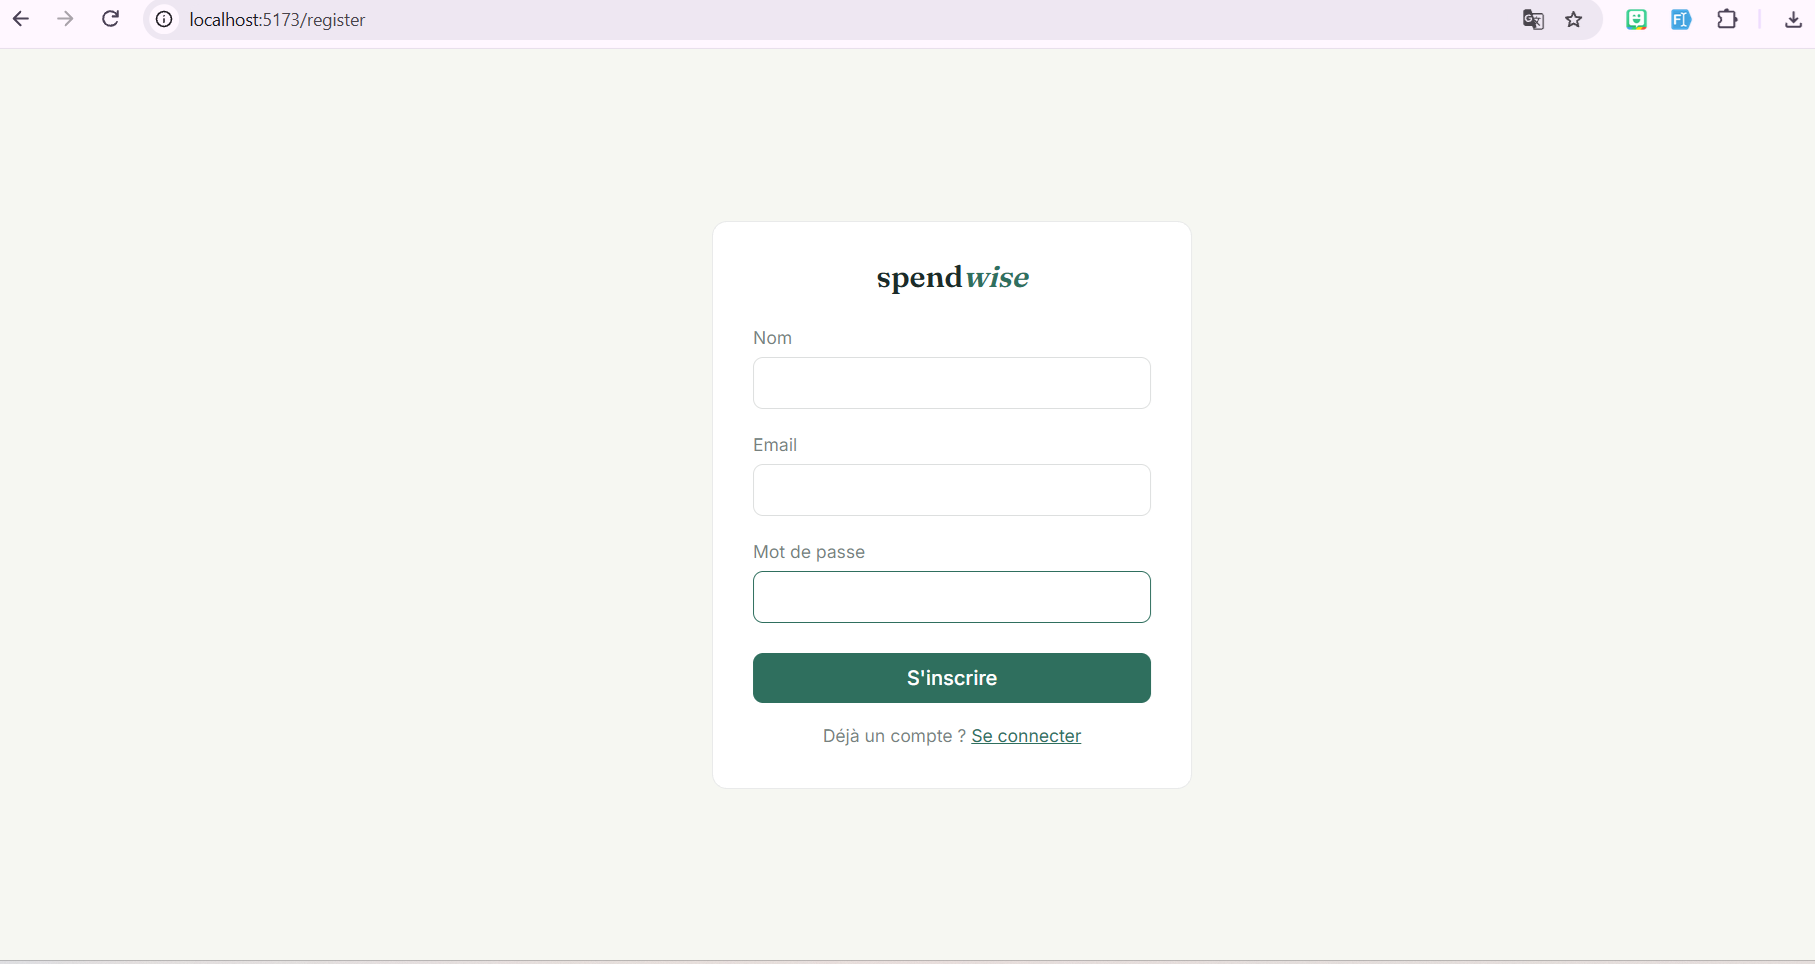 localhost:5173/register
spendwise
Nom
Email
Mot de passe
S'inscrire
Déjà un compte ? Se connecter